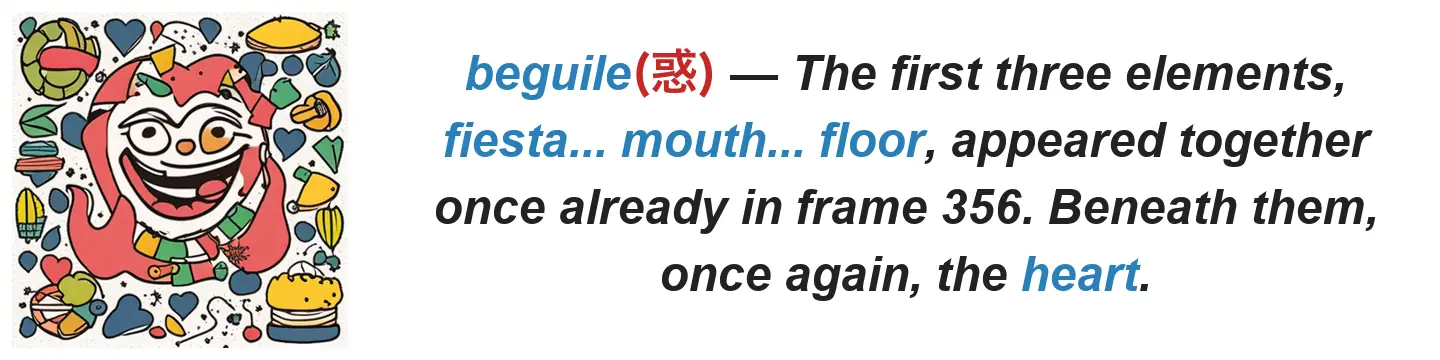 beguile(惑) — The first three elements,
fiesta... mouth... floor, appeared together
once already in frame 356. Beneath them,
once again, the heart.